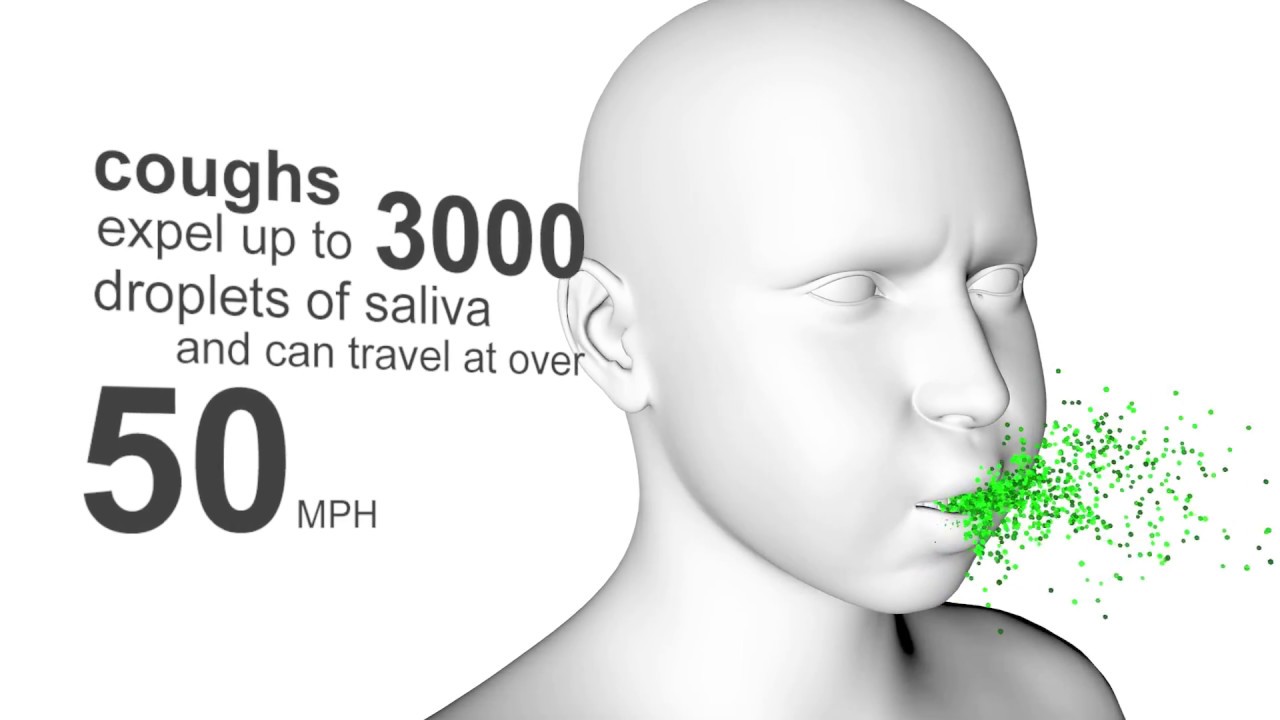 coughs
expel up to 3000
droplets of saliva
and can travel at over
50 MPH